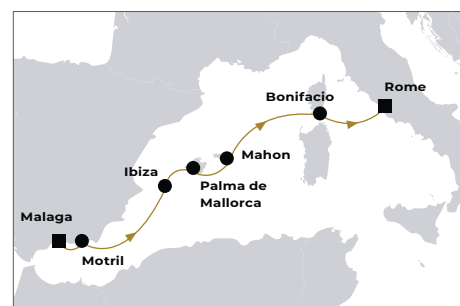 Rome
Bonifacio
Mahon
Ibiza
Palma de
Mallorca
Malaga
Motril